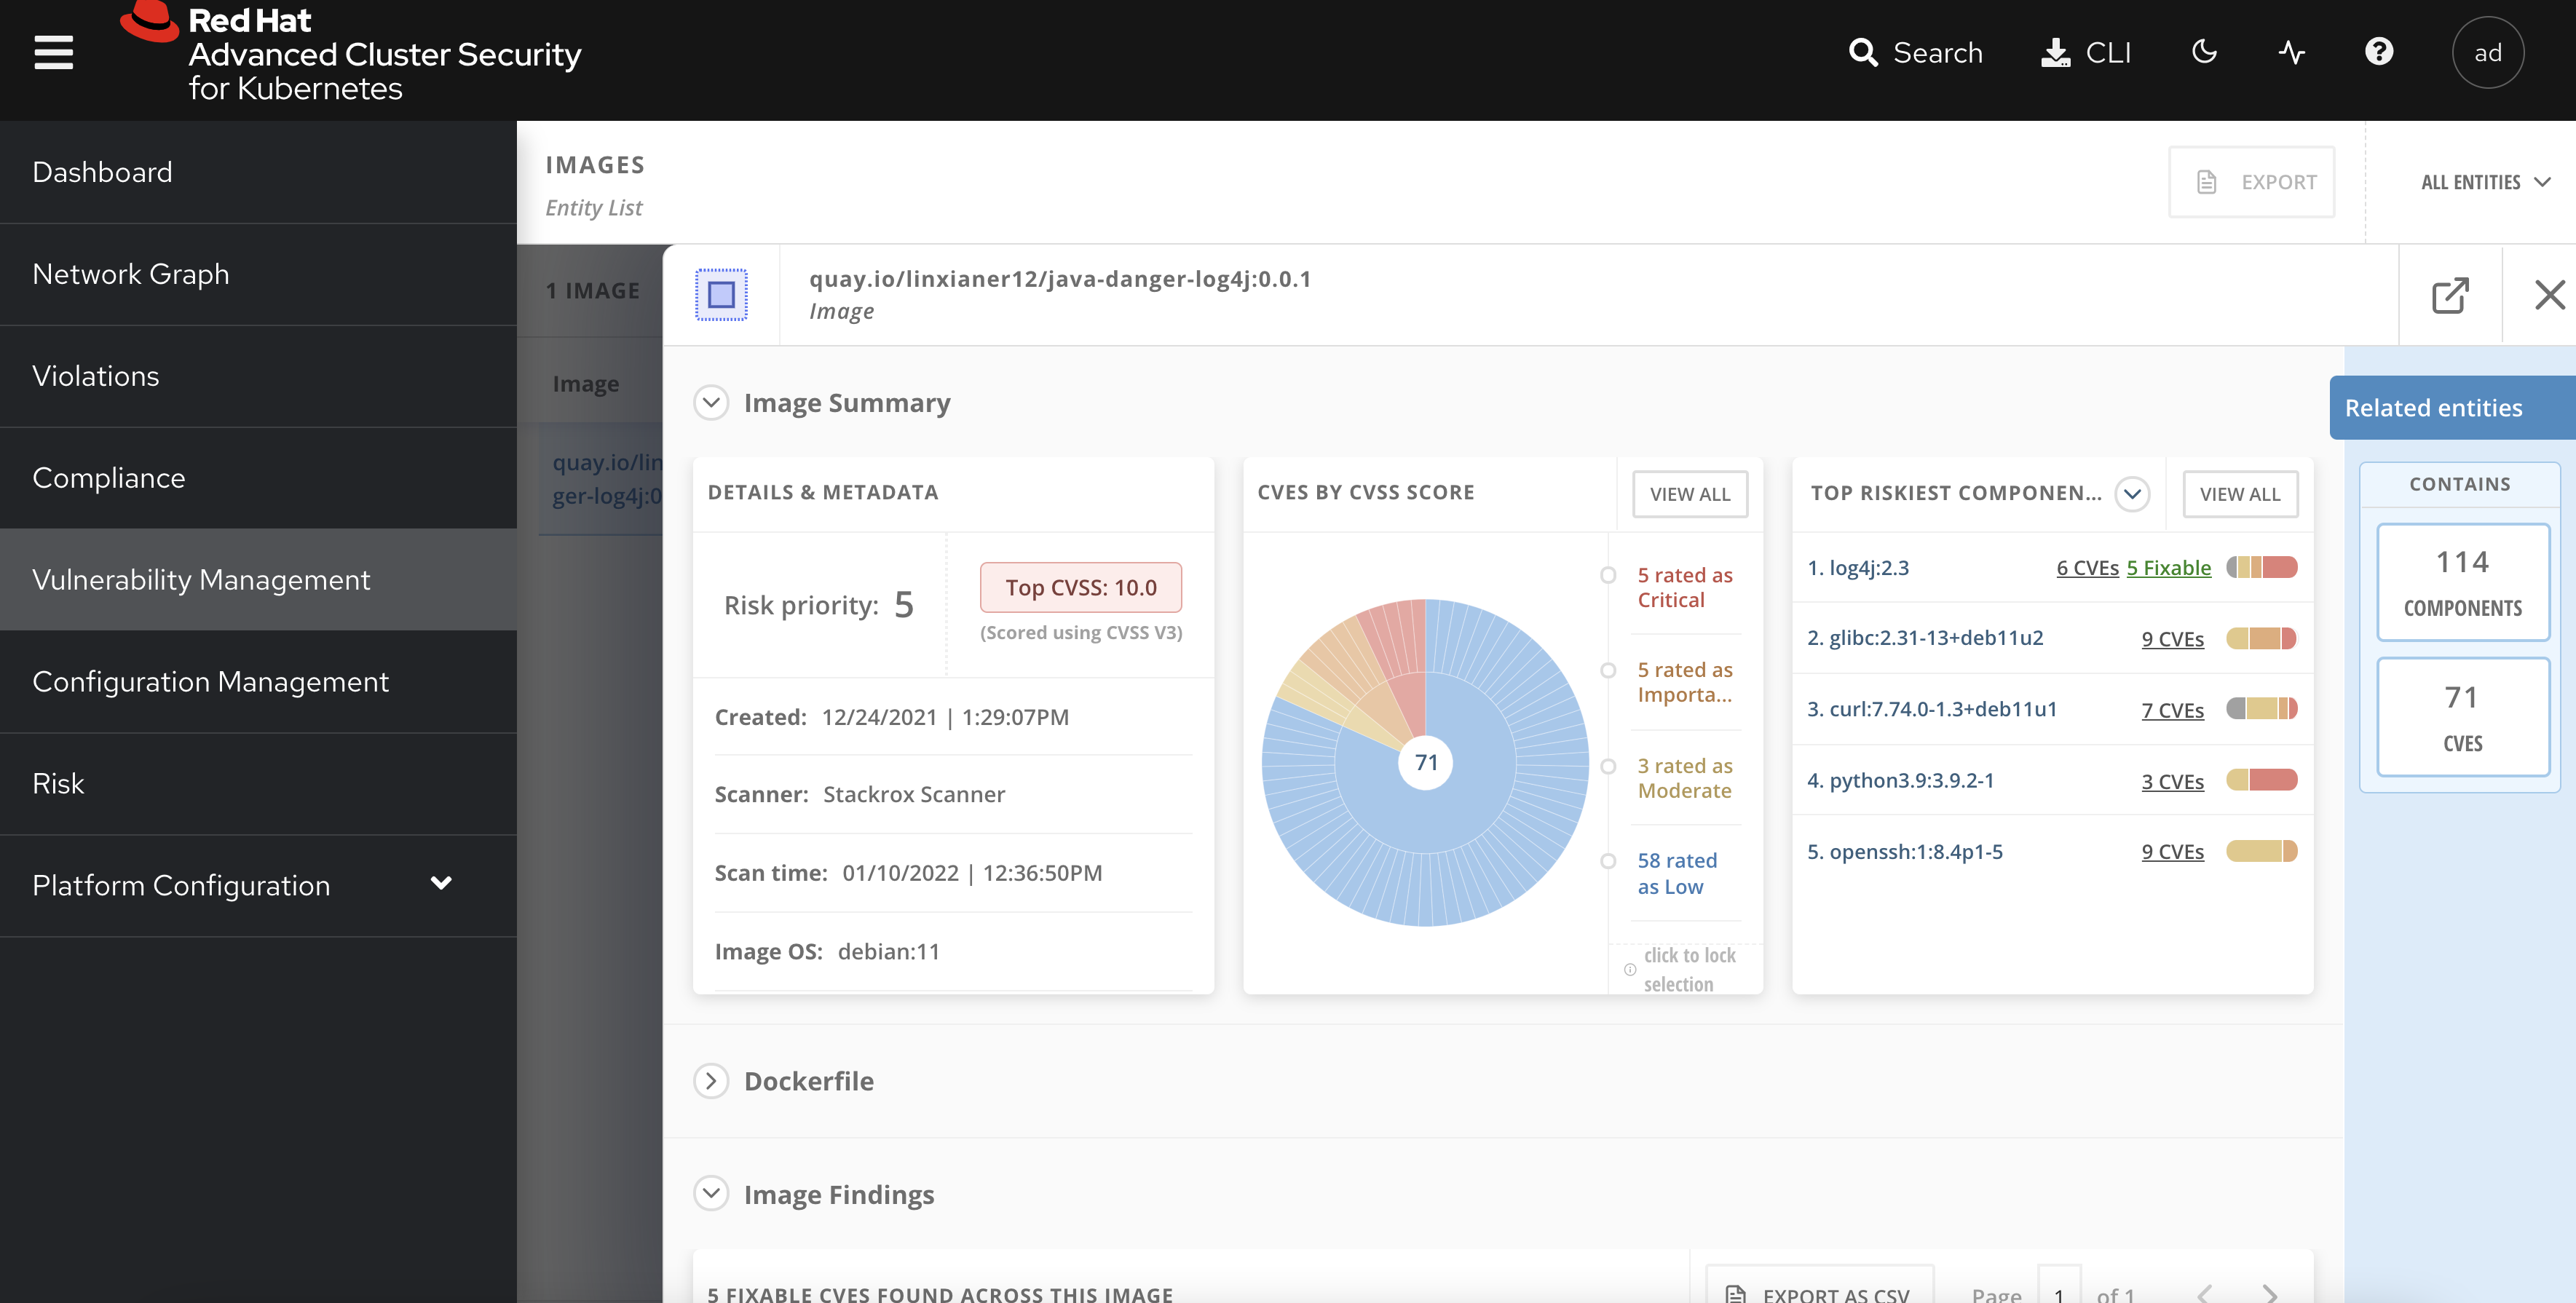 Red Hat
Advanced Cluster Security
for Kubernetes
Search
CLI
ad
Dashboard
Network Graph
Violations
Compliance
Vulnerability Management
Configuration Management
Risk
Platform Configuration
IMAGES
Entity List
EXPORT
ALL ENTITIES
1 IMAGE
Image
quay.io/lin
ger-log4j:0
quay.io/linxianer12/java-danger-log4j:0.0.1
Image
Image Summary
DETAILS & METADATA
Risk priority: 5
Top CVSS: 10.0
(Scored using CVSS V3)
Created: 12/24/2021 | 1:29:07PM
Scanner: Stackrox Scanner
Scan time: 01/10/2022 | 12:36:50PM
Image OS: debian:11
CVES BY CVSS SCORE
VIEW ALL
71
5 rated as
Critical
5 rated as
Importa...
3 rated as
Moderate
58 rated
as Low
click to lock
selection
TOP RISKIEST COMPONEN...
VIEW ALL
1. log4j:2.3 6 CVEs 5 Fixable
2. glibc:2.31-13+deb11u2 9 CVEs
3. curl:7.74.0-1.3+deb11u1 7 CVEs
4. python3.9:3.9.2-1 3 CVEs
5. openssh:1:8.4p1-5 9 CVEs
Related entities
CONTAINS
114
COMPONENTS
71
CVES
Dockerfile
Image Findings
5 FIXABLE CVES FOUND ACROSS THIS IMAGE
EXPORT AS CSV
Page 1 of 1